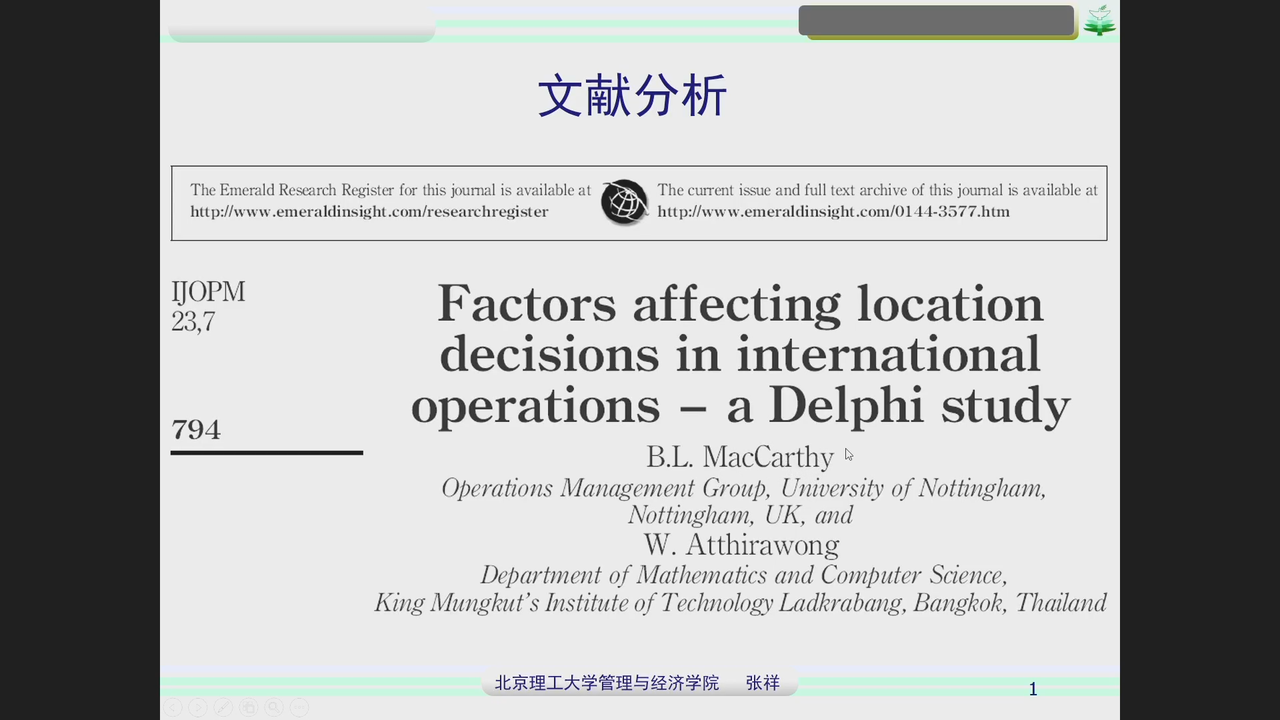 文献分析
The Emerald Research Register for this journal is available at
http://www.emeraldinsight.com/researchregister
The current issue and full text archive of this journal is available at
http://www.emeraldinsight.com/0144-3577.htm
IJOPM
23,7
794
Factors affecting location
decisions in international
operations – a Delphi study
B.L. MacCarthy
Operations Management Group, University of Nottingham,
Nottingham, UK, and
W. Atthirawong
Department of Mathematics and Computer Science,
King Mungkut's Institute of Technology Ladkrabang, Bangkok, Thailand
北京理工大学管理与经济学院 张祥
1